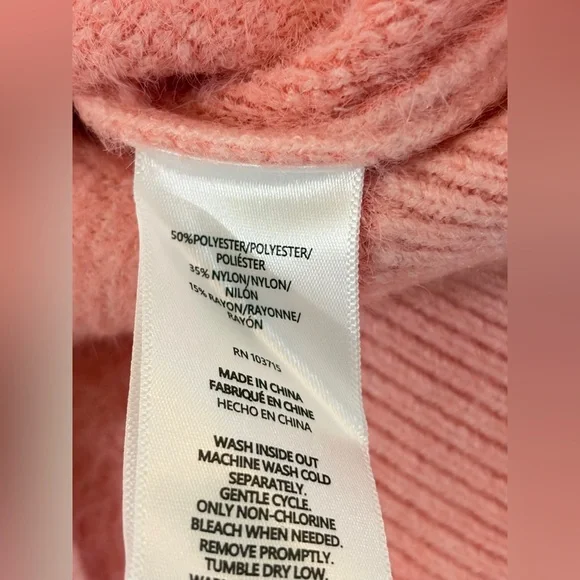 50%POLYESTER/POLYESTER/
POLIÉSTER
35% NYLON/NYLON/
NILÓN
15% RAYON/RAYONNE/
RAYÓN
RN 103715
MADE IN CHINA
FABRIQUÉ EN CHINE
HECHO EN CHINA
WASH INSIDE OUT
MACHINE WASH COLD
SEPARATELY.
GENTLE CYCLE.
ONLY NON-CHLORINE
BLEACH WHEN NEEDED.
REMOVE PROMPTLY.
TUMBLE DRY LOW.